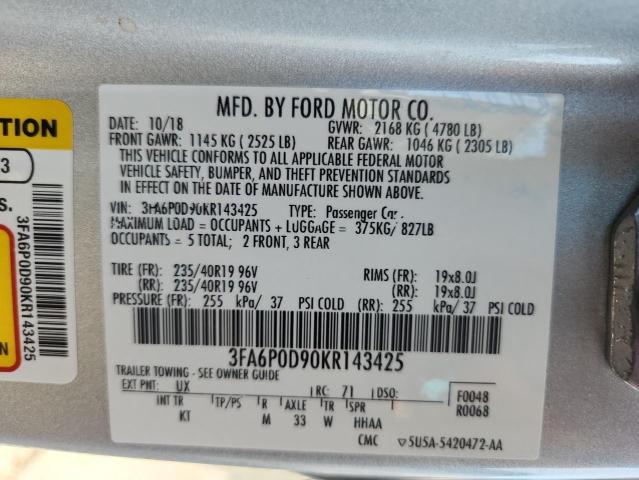 TION
3
S.
3FA6P0D90KR143425
N
MFD. BY FORD MOTOR CO.
DATE: 10/18 GVWR: 2168 KG ( 4780 LB)
FRONT GAWR: 1145 KG ( 2525 LB) REAR GAWR: 1046 KG ( 2305 LB)
THIS VEHICLE CONFORMS TO ALL APPLICABLE FEDERAL MOTOR
VEHICLE SAFETY, BUMPER, AND THEFT PREVENTION STANDARDS
IN EFFECT ON THE DATE OF MANUFACTURE SHOWN ABOVE.
VIN: 3FA6P0D90KR143425 TYPE: Passenger Car
MAXIMUM LOAD = OCCUPANTS + LUGGAGE = 375KG/ 827LB
OCCUPANTS = 5 TOTAL; 2 FRONT, 3 REAR
TIRE (FR): 235/40R19 96V RIMS (FR): 19x8.0J
(RR): 235/40R19 96V (RR): 19x8.0J
PRESSURE (FR): 255 kPa/ 37 PSI COLD (RR): 255 kPa/ 37 PSI COLD
3FA6P0D90KR143425
TRAILER TOWING - SEE OWNER GUIDE
EXT PNT: UX RC: 71 DSO: F0048
INT TR TP/PS R AXLE TR SPR R0068
KT M 33 W HHAA
CMC ▽5U5A-5420472-AA